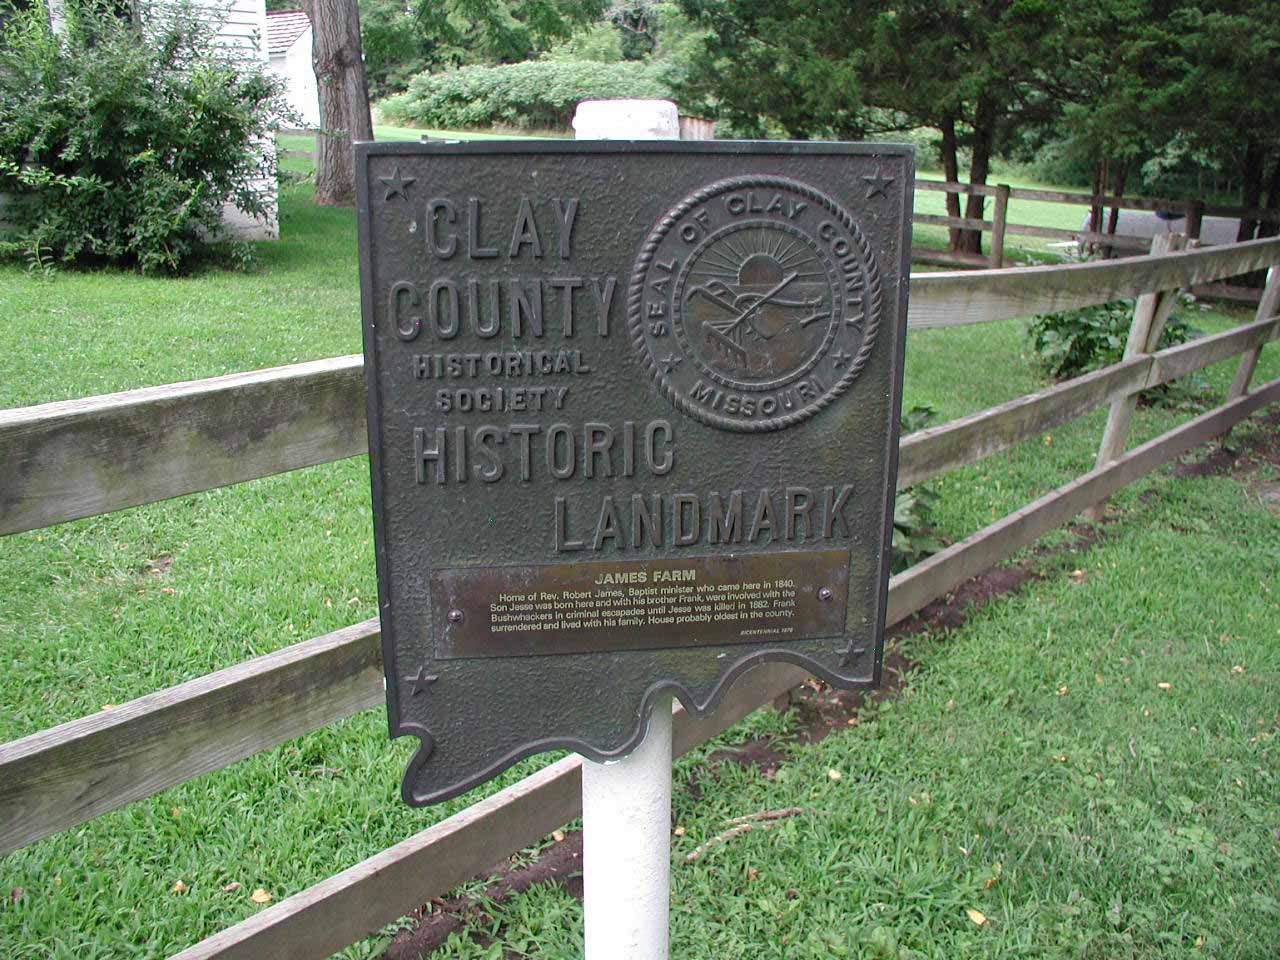 CLAY
COUNTY
HISTORICAL
SOCIETY
HISTORIC
LANDMARK
SEAL OF CLAY COUNTY
MISSOURI
JAMES FARM
Home of Rev. Robert James, Baptist minister who came here in 1840.
Son Jesse was born here and with his brother Frank, were involved with the
Bushwhackers in criminal escapades until Jesse was killed in 1882. Frank
surrendered and lived with his family. House probably oldest in the county.
BICENTENNIAL 1976